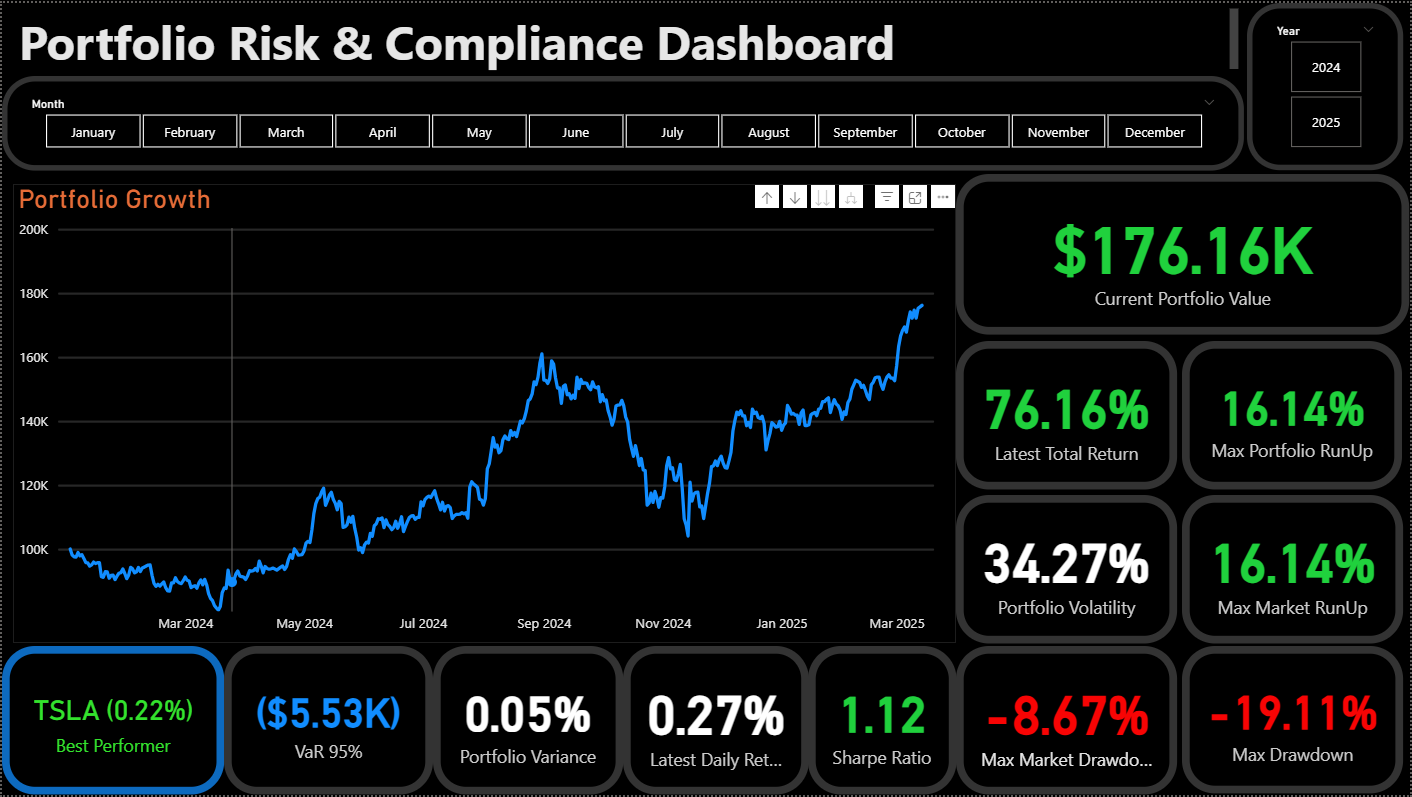 Portfolio Risk & Compliance Dashboard
Year
2024
2025
Month
January February March April May June July August September October November December
Portfolio Growth
200K
180K
160K
140K
120K
100K
Mar 2024 May 2024 Jul 2024 Sep 2024 Nov 2024 Jan 2025 Mar 2025
$176.16K
Current Portfolio Value
76.16%
Latest Total Return
16.14%
Max Portfolio RunUp
34.27%
Portfolio Volatility
16.14%
Max Market RunUp
TSLA (0.22%)
Best Performer
($5.53K)
VaR 95%
0.05%
Portfolio Variance
0.27%
Latest Daily Ret...
1.12
Sharpe Ratio
-8.67%
Max Market Drawdo...
-19.11%
Max Drawdown